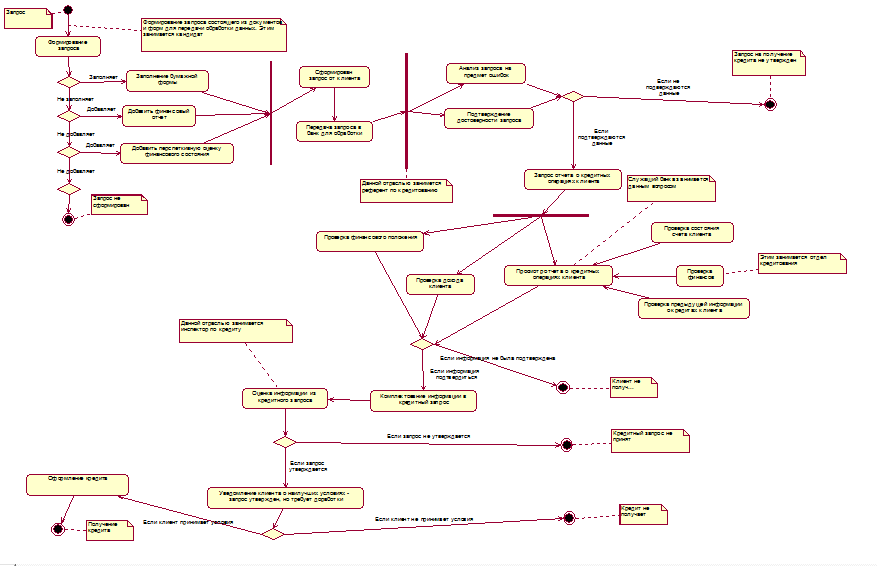 Запрос
Формирование запроса состоящего из документов
и форм для передачи обработки данных. Этим
занимается кандидат
Формирование
запроса
Заполняет
Заполнение бумажной
формы
Не заполняет
Добавляет
Добавить финансовый
отчет
Не добавляет
Добавляет
Добавить перспективную оценку
финансового состояния
Не добавляет
Запрос не
сформирован
Сформирован
запрос от клиента
Передача запроса в
банк для обработки
Анализ запроса на
предмет ошибок
Подтверждение
достоверности запроса
Данной отраслью занимется
референт по кредитованию
Запрос на получение
кредита не утвержден
Если не
подтверждаются
данные
Если
подтверждаются
данные
Запрос отчета о кредитных
операциях клиента
Служащий банка занимается
данным вопросом
Проверка финансового положения
Проверка дохода
клиента
Просмотр отчета о кредитных
операциях клиента
Проверка состояния
счета клиента
Проверка
финансов
Этим занимается отдел
кредитования
Проверка предыдущей информации
о кредитах клиента
Данной отраслью занимается
инспектор по кредиту
Если информация не была подтверждена
Если информация
подтвердиться
Клиент не
получ...
Оценка информации из
кредитного запроса
Комплектование информации в
кредитный запрос
Если запрос не утверждается
Кредитный запрос не
принят
Если запрос
утверждается
Оформление кредита
Уведомление клиента о наилучших условиях -
запрос утвержден, но требует доработки
Получение
кредита
Если клиент принимает условия
Если клиент не принимает условия
Кредит не
получает